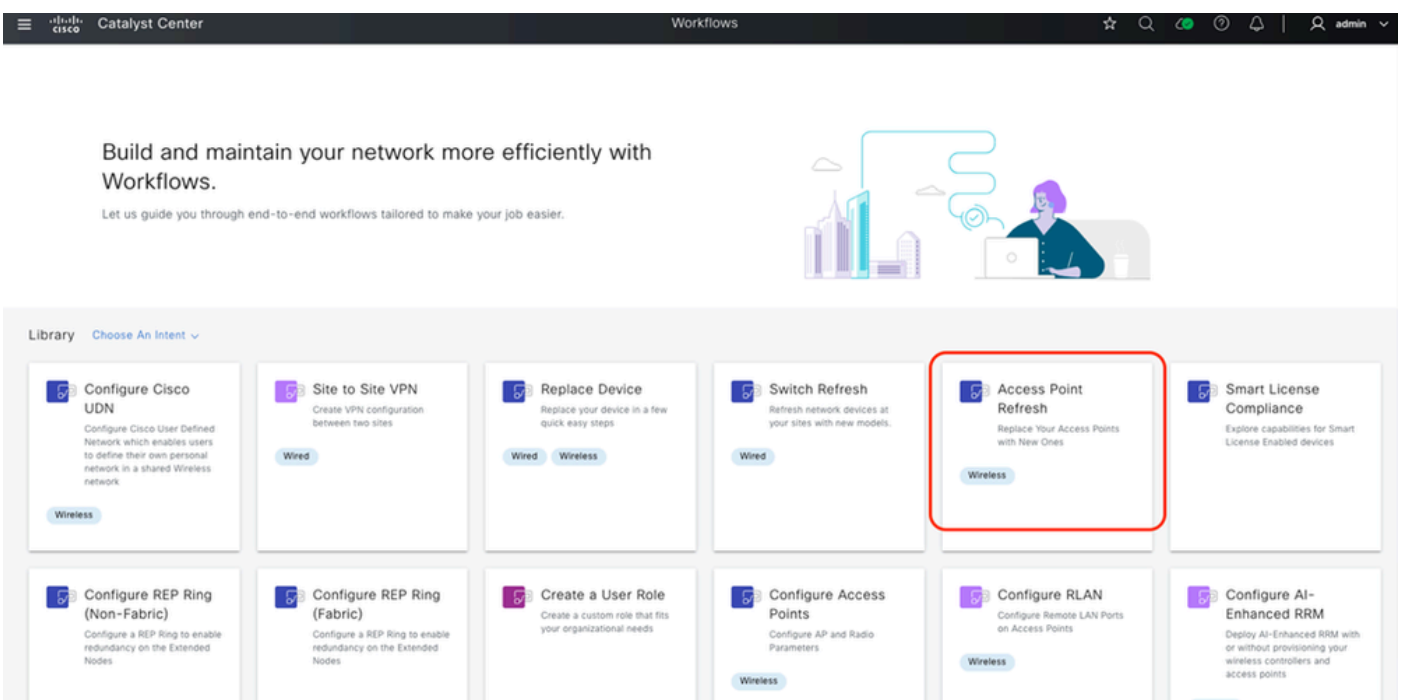 CISCO Catalyst Center
Workflows
admin
Build and maintain your network more efficiently with
Workflows.
Let us guide you through end-to-end workflows tailored to make your job easier.
Library Choose An Intent
Configure Cisco
UDN
Configure Cisco User Defined
Network which enables users
to define their own personal
network in a shared Wireless
network
Wireless
Site to Site VPN
Create VPN configuration
between two sites
Wired
Replace Device
Replace your device in a few
quick easy steps
Wired Wireless
Switch Refresh
Refresh network devices at
your sites with new models.
Wired
Access Point
Refresh
Replace Your Access Points
with New Ones
Wireless
Smart License
Compliance
Explore capabilities for Smart
License Enabled devices
Configure REP Ring
(Non-Fabric)
Configure a REP Ring to enable
redundancy on the Extended
Nodes
Configure REP Ring
(Fabric)
Configure a REP Ring to enable
redundancy on the Extended
Nodes
Create a User Role
Create a custom role that fits
your organizational needs
Configure Access
Points
Configure AP and Radio
Parameters
Wireless
Configure RLAN
Configure Remote LAN Ports
on Access Points
Wireless
Configure AI-
Enhanced RRM
Deploy AI-Enhanced RRM with
or without provisioning your
wireless controllers and
access points